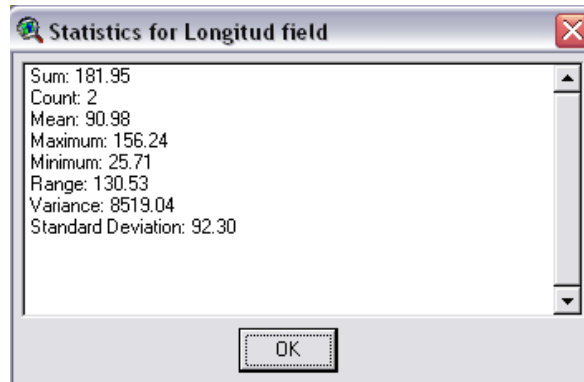 Statistics for Longitud field
Sum: 181.95
Count: 2
Mean: 90.98
Maximum: 156.24
Minimum: 25.71
Range: 130.53
Variance: 8519.04
Standard Deviation: 92.30
OK